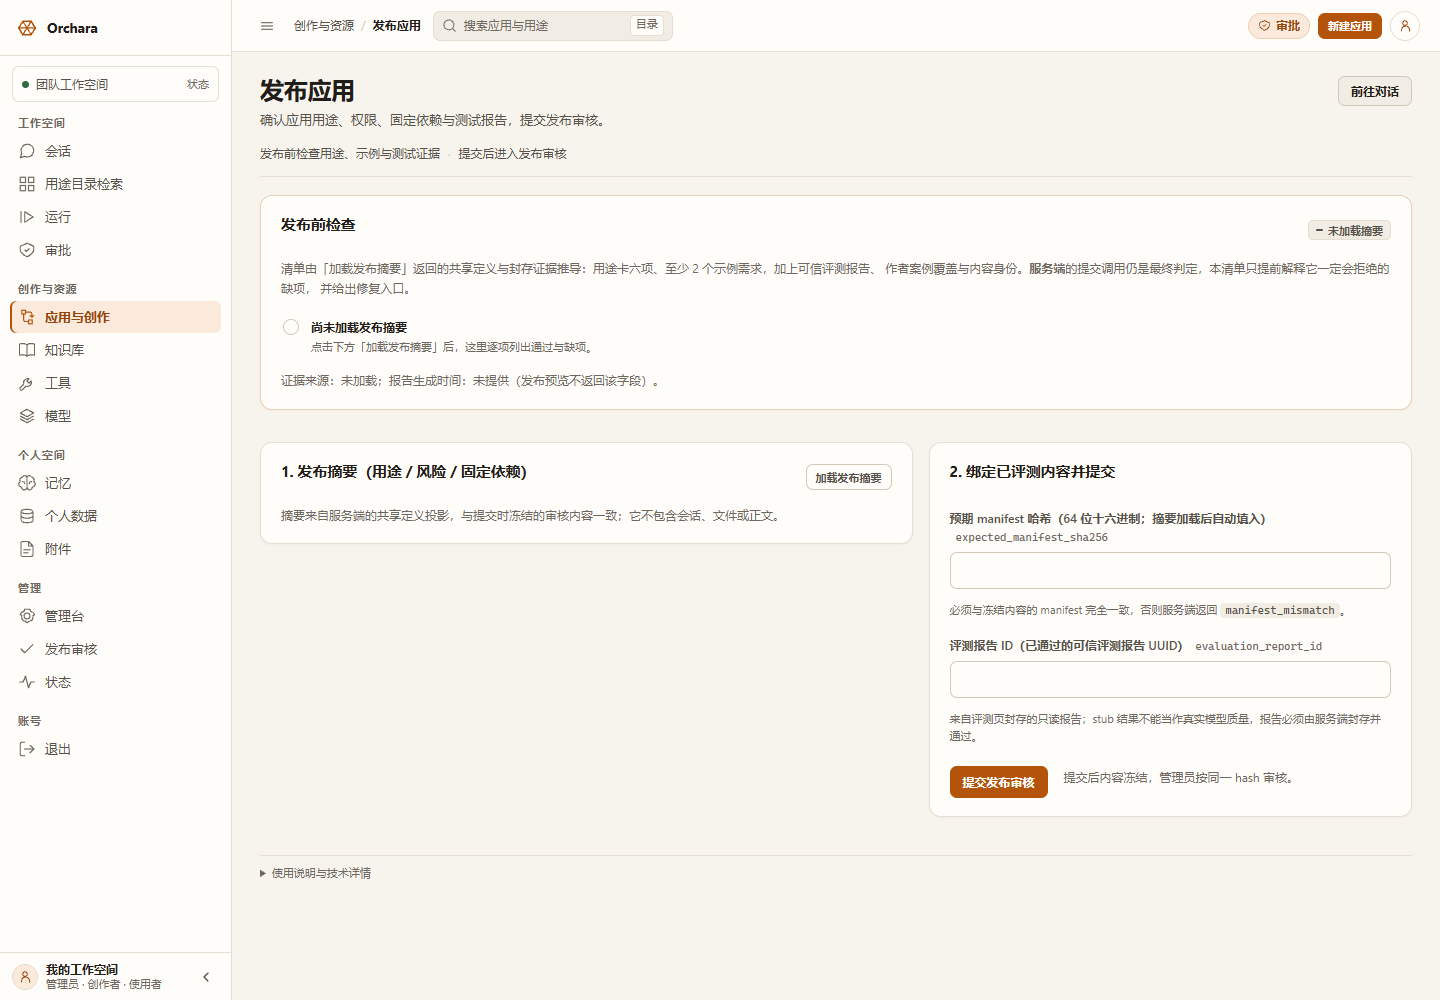 Orchara
团队工作空间 状态
工作空间
会话
用途目录检索
运行
审批
创作与资源
应用与创作
知识库
工具
模型
个人空间
记忆
个人数据
附件
管理
管理台
发布审核
状态
账号
退出
我的工作空间
管理员 · 创作者 · 使用者
创作与资源 / 发布应用
搜索应用与用途 目录
审批 新建应用
发布应用
前往对话
确认应用用途、权限、固定依赖与测试报告，提交发布审核。
发布前检查用途、示例与测试证据 · 提交后进入发布审核
发布前检查
− 未加载摘要
清单由「加载发布摘要」返回的共享定义与封存证据推导：用途卡六项、至少 2 个示例需求，加上可信评测报告、 作者案例覆盖与内容身份。服务端的提交调用仍是最终判定，本清单只提前解释它一定会拒绝的
缺项， 并给出修复入口。
尚未加载发布摘要
点击下方「加载发布摘要」后，这里逐项列出通过与缺项。
证据来源：未加载；报告生成时间：未提供（发布预览不返回该字段）。
1. 发布摘要（用途 / 风险 / 固定依赖）
加载发布摘要
摘要来自服务端的共享定义投影，与提交时冻结的审核内容一致；它不包含会话、文件或正文。
2. 绑定已评测内容并提交
预期 manifest 哈希（64 位十六进制；摘要加载后自动填入）
expected_manifest_sha256
必须与冻结内容的 manifest 完全一致，否则服务端返回 manifest_mismatch 。
评测报告 ID（已通过的可信评测报告 UUID） evaluation_report_id
来自评测页封存的只读报告；stub 结果不能当作真实模型质量，报告必须由服务端封存并
通过。
提交发布审核 提交后内容冻结，管理员按同一 hash 审核。
使用说明与技术详情